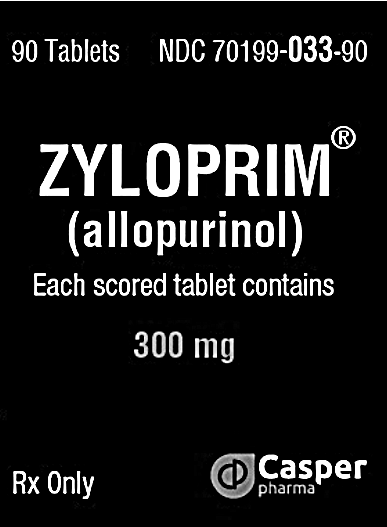 90 Tablets NDC 70199-033-90
ZYLOPRIM®
(allopurinol)
Each scored tablet contains
300 mg
Rx Only
Casper
pharma